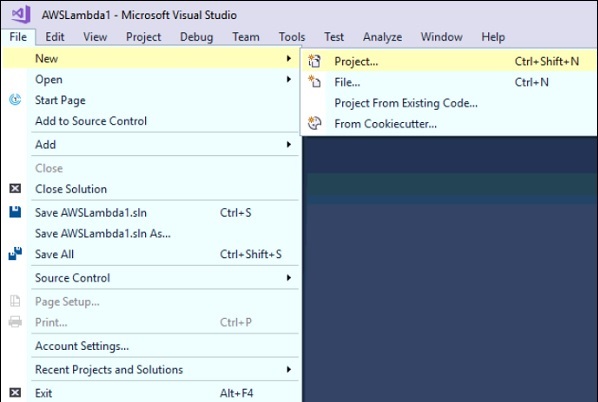 AWSLambda1 - Microsoft Visual Studio
File Edit View Project Debug Team Tools Test Analyze Window Help
New
Open
Start Page
Add to Source Control
Add
Close
Close Solution
Save AWSLambda1.sln Ctrl+S
Save AWSLambda1.sln As...
Save All Ctrl+Shift+S
Source Control
Page Setup...
Print... Ctrl+P
Account Settings...
Recent Projects and Solutions
Exit Alt+F4
Project... Ctrl+Shift+N
File... Ctrl+N
Project From Existing Code...
From Cookiecutter...